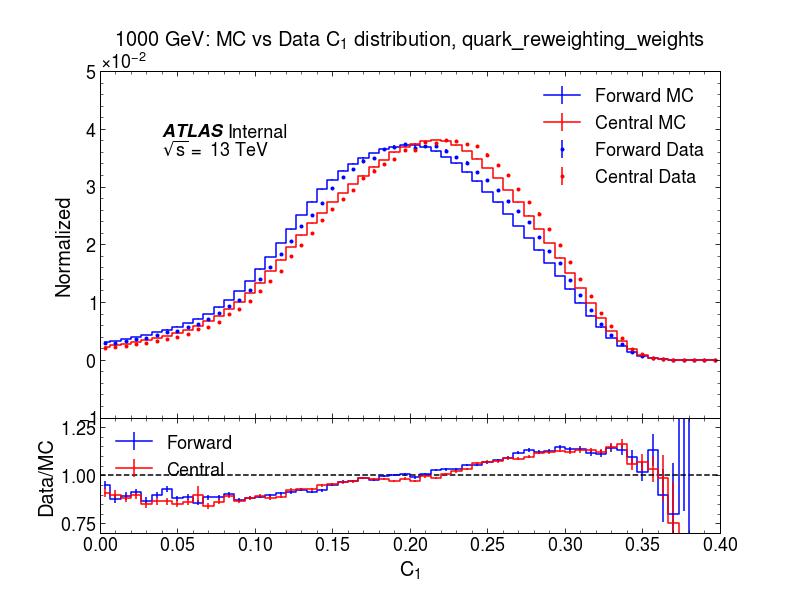 1000 GeV: MC vs Data C₁ distribution, quark_reweighting_weights
×10⁻²
5
4
3
2
1
0
−1
Normalized
ATLAS Internal
√s = 13 TeV
Forward MC
Central MC
Forward Data
Central Data
1.25
1.00
0.75
Data/MC
Forward
Central
0.00 0.05 0.10 0.15 0.20 0.25 0.30 0.35 0.40
C₁